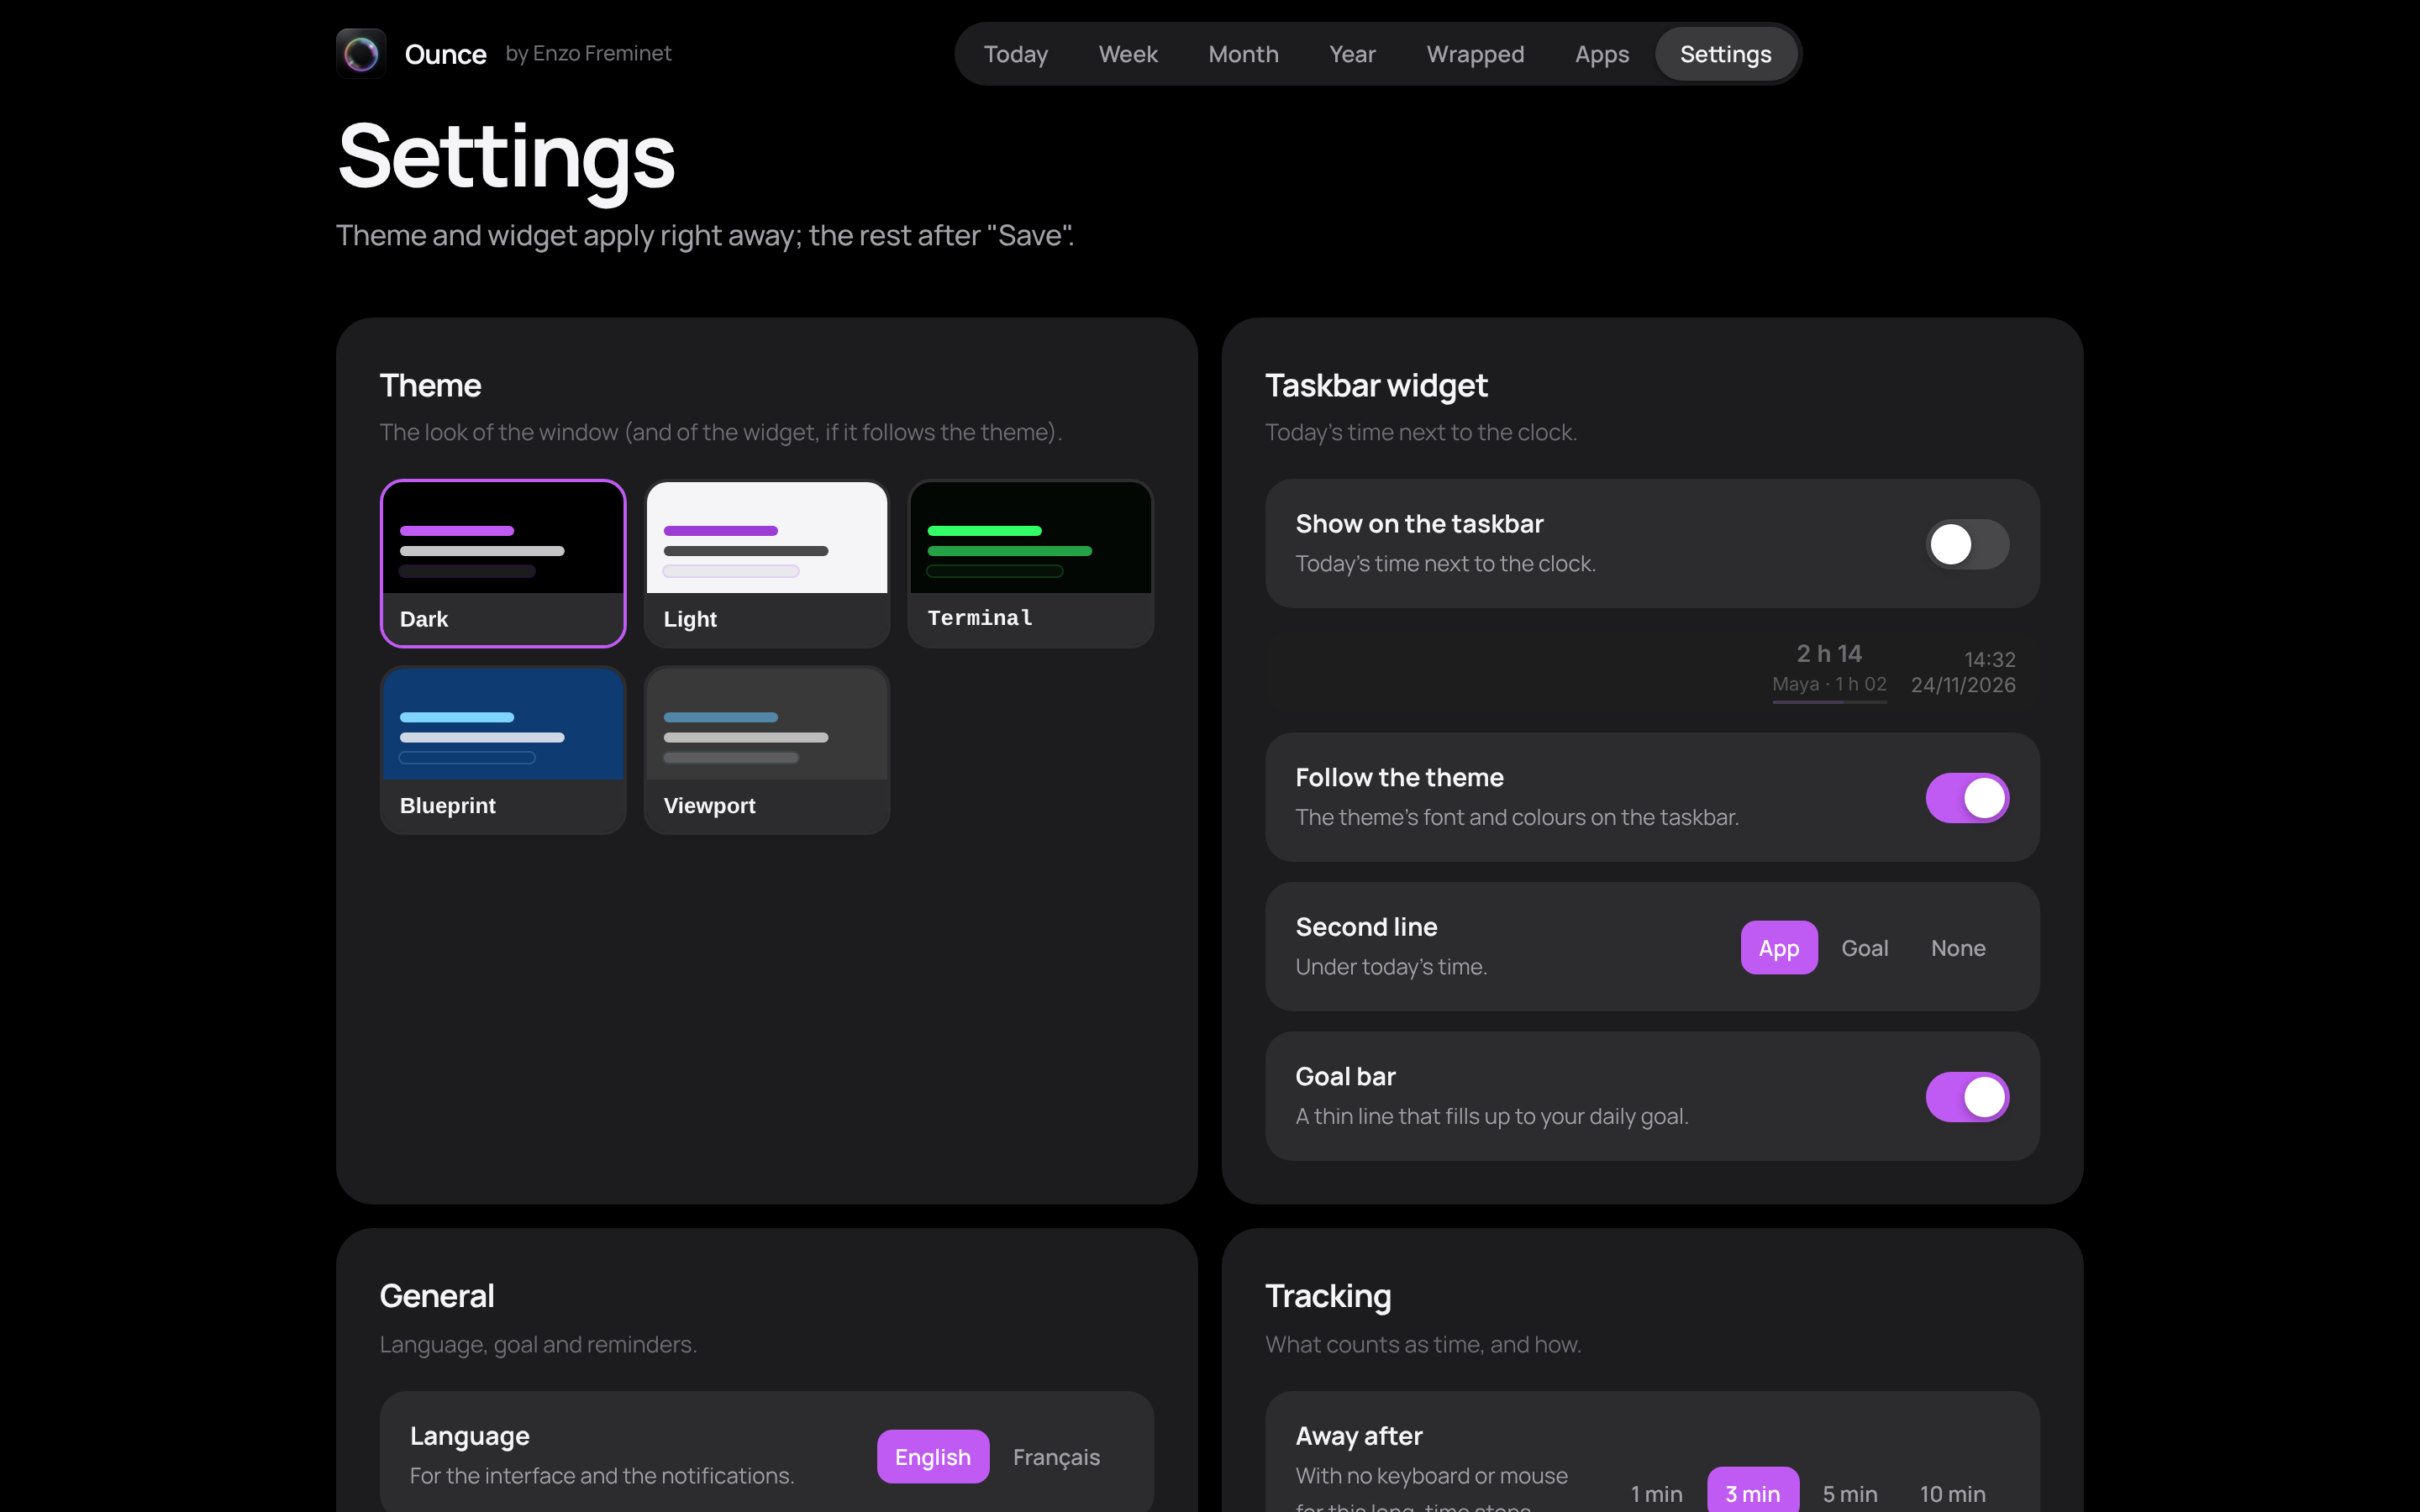 Ounce by Enzo Freminet
Today Week Month Year Wrapped Apps Settings
Settings
Theme and widget apply right away; the rest after "Save".
Theme
The look of the window (and of the widget, if it follows the theme).
Dark
Light
Terminal
Blueprint
Viewport
Taskbar widget
Today's time next to the clock.
Show on the taskbar
Today's time next to the clock.
2 h 14
Maya · 1 h 02
14:32
24/11/2026
Follow the theme
The theme's font and colours on the taskbar.
Second line
Under today's time.
App Goal None
Goal bar
A thin line that fills up to your daily goal.
General
Language, goal and reminders.
Language
For the interface and the notifications.
English Français
Tracking
What counts as time, and how.
Away after
With no keyboard or mouse
for this long, time stops
1 min 3 min 5 min 10 min